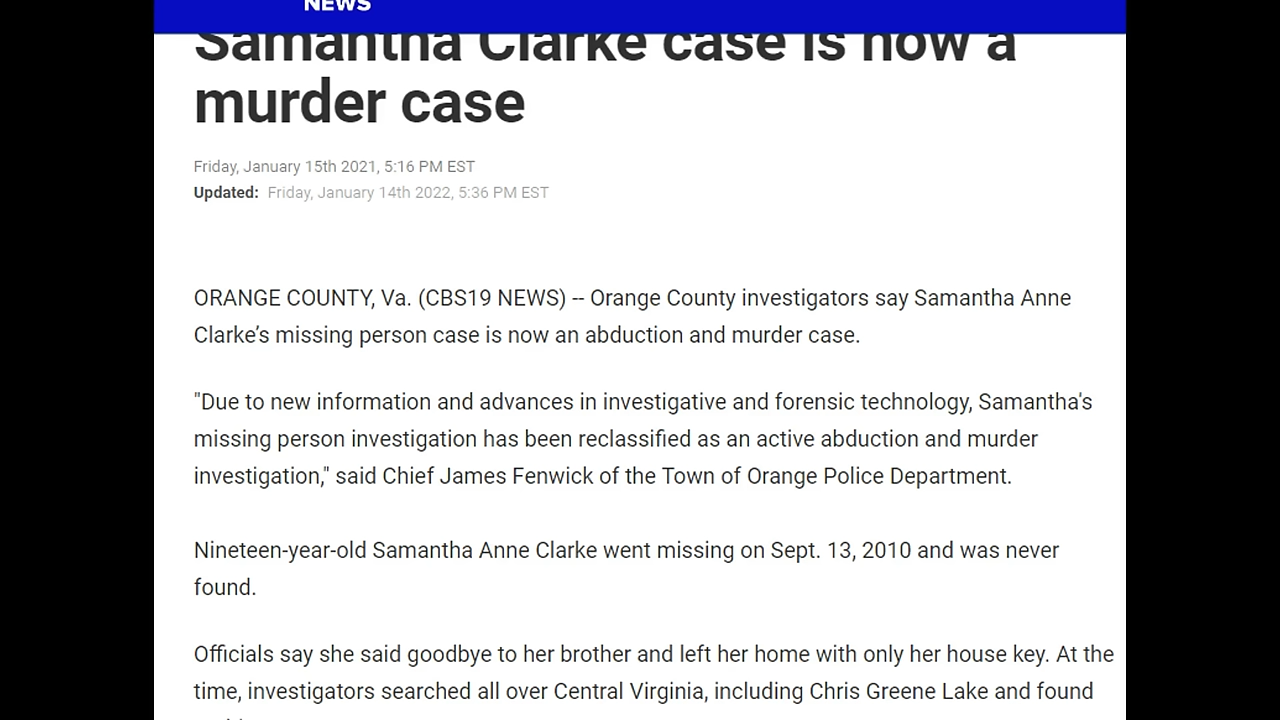 NEWS
Samantha Clarke case is now a
murder case
Friday, January 15th 2021, 5:16 PM EST
Updated: Friday, January 14th 2022, 5:36 PM EST
ORANGE COUNTY, Va. (CBS19 NEWS) -- Orange County investigators say Samantha Anne
Clarke’s missing person case is now an abduction and murder case.
"Due to new information and advances in investigative and forensic technology, Samantha's
missing person investigation has been reclassified as an active abduction and murder
investigation," said Chief James Fenwick of the Town of Orange Police Department.
Nineteen-year-old Samantha Anne Clarke went missing on Sept. 13, 2010 and was never
found.
Officials say she said goodbye to her brother and left her home with only her house key. At the
time, investigators searched all over Central Virginia, including Chris Greene Lake and found